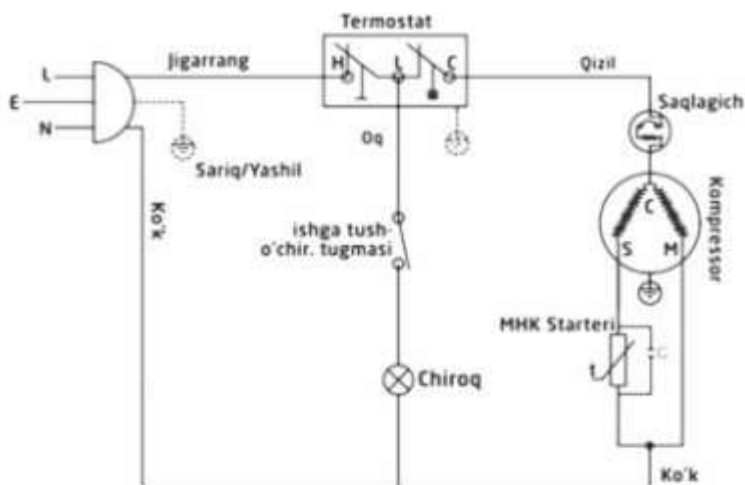 Termostat
Jigarrang
H
L
C
Qizil
L
E
N
Saqlagich
Oq
Sariq/Yashil
Ko'k
ishga tush-
o'chir. tugmasi
Kompressor
C
S
M
MHK Starteri
t
C
Chiroq
Ko'k